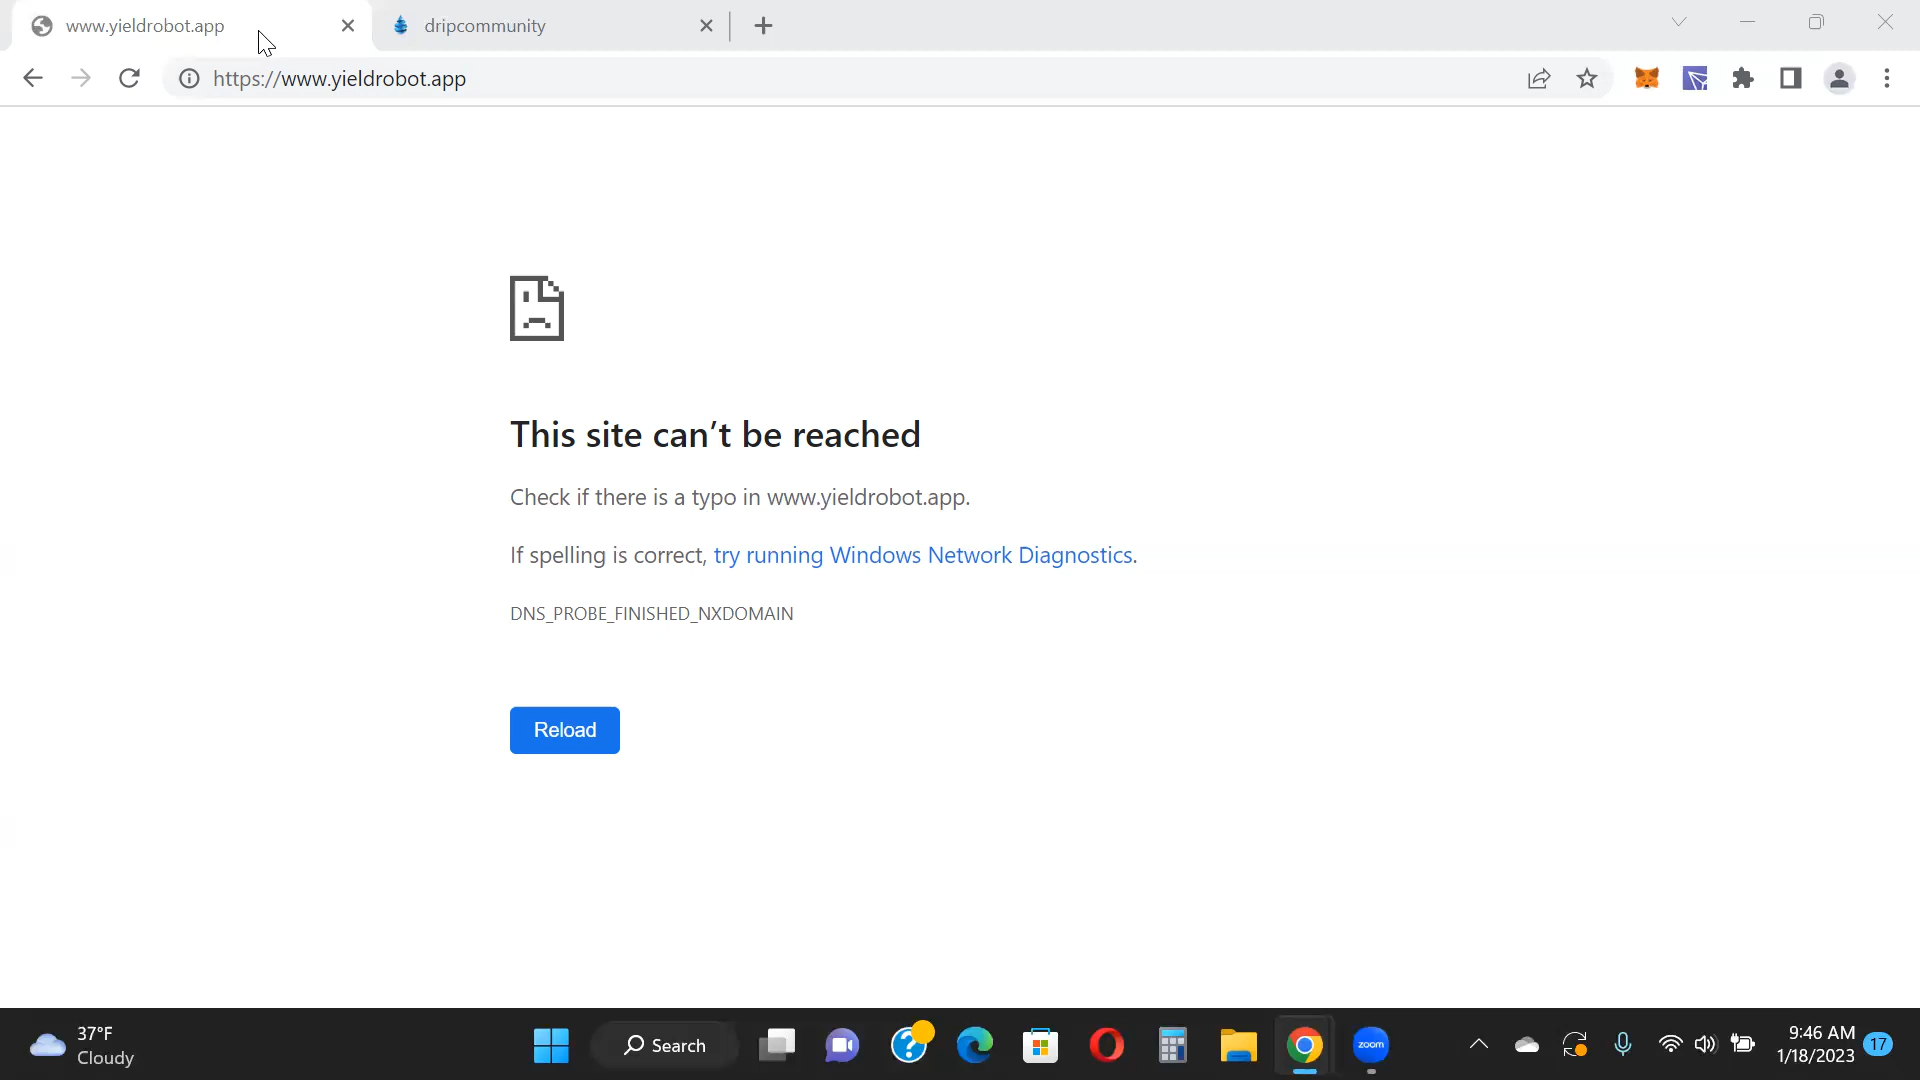 www.yieldrobot.app
dripcommunity
https://www.yieldrobot.app
This site can’t be reached
Check if there is a typo in www.yieldrobot.app.
If spelling is correct, try running Windows Network Diagnostics.
DNS_PROBE_FINISHED_NXDOMAIN
Reload
37°F
Cloudy
Search
zoom
9:46 AM
1/18/2023
17